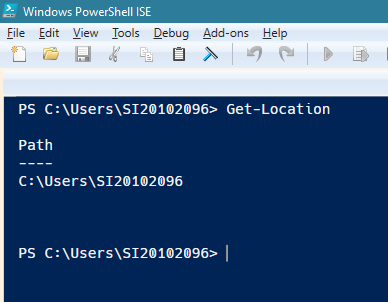 Windows PowerShell ISE
File Edit View Tools Debug Add-ons Help
PS C:\Users\SI20102096> Get-Location
Path
----
C:\Users\SI20102096
PS C:\Users\SI20102096>